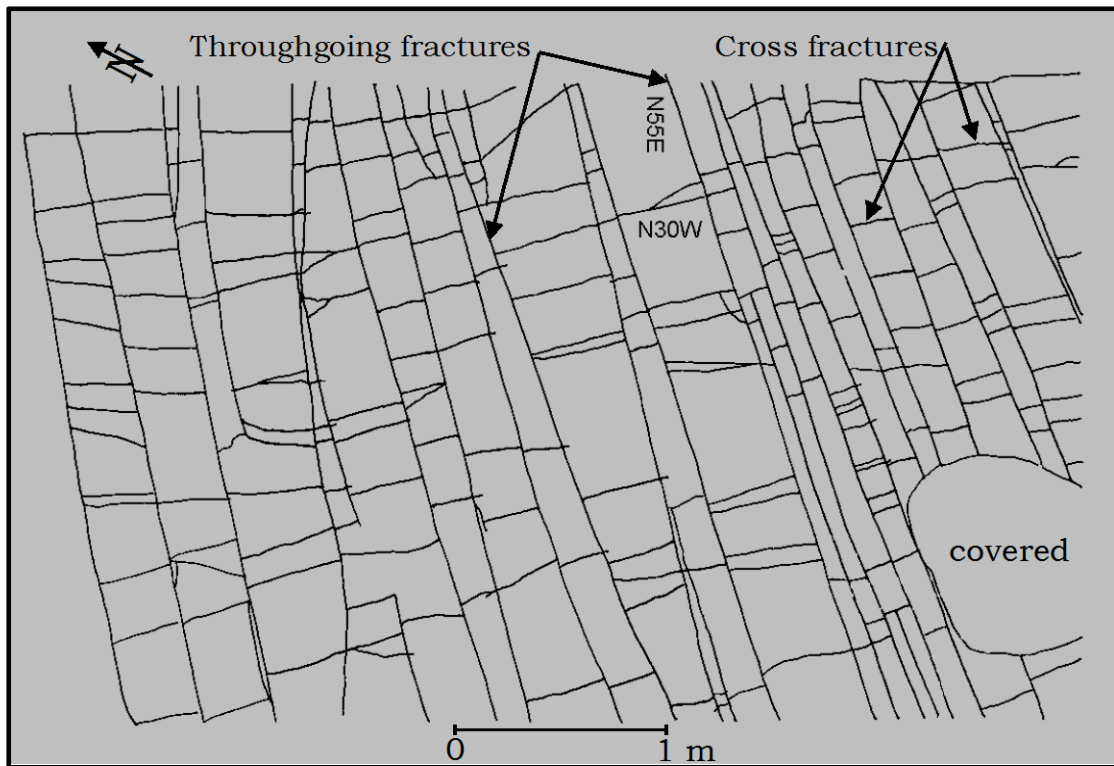 N
Throughgoing fractures
Cross fractures
N55E
N30W
covered
0 1 m